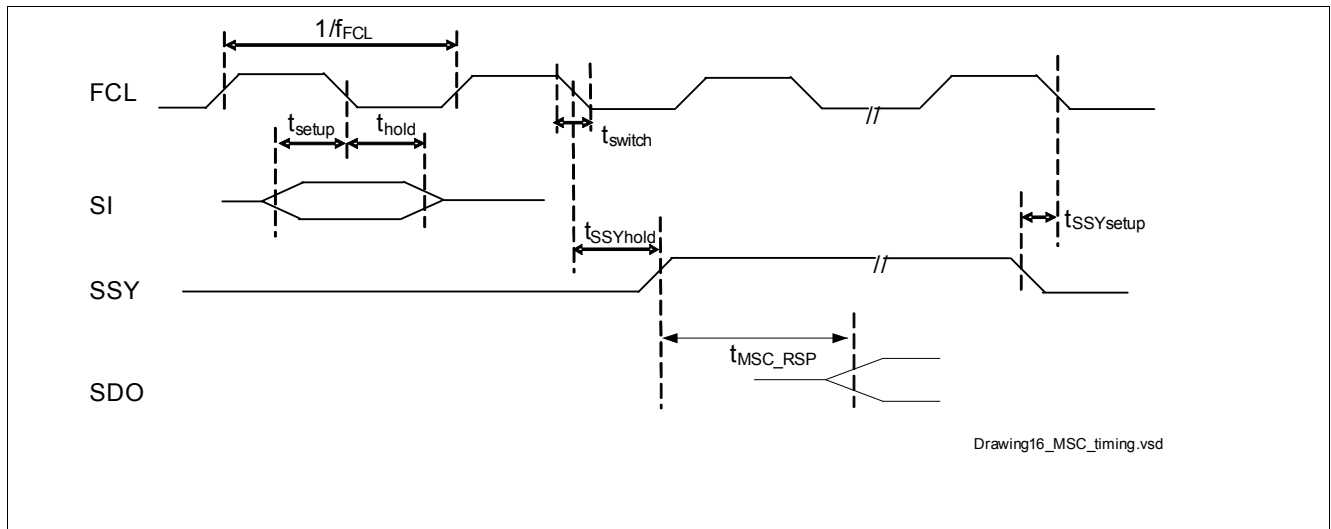 1/fFCL
FCL
tsetup
thold
tswitch
SI
tSSYhold
tSSYsetup
//
//
SSY
tMSC_RSP
SDO
Drawing16_MSC_timing.vsd